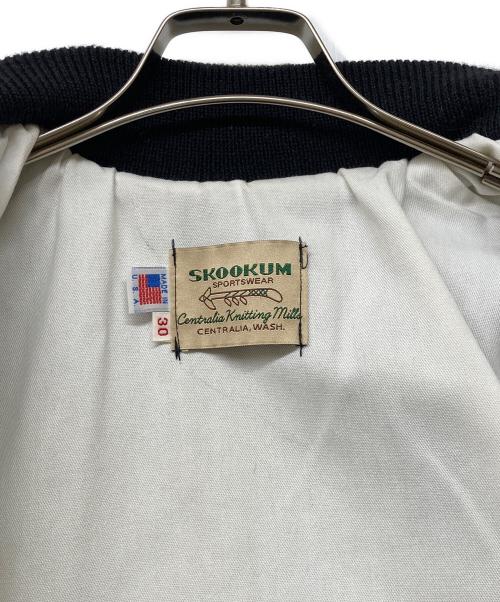 SKOOKUM
SPORTSWEAR
Centralia Knitting Mills
CENTRALIA, WASH.
MADE IN
U.S.A.
30